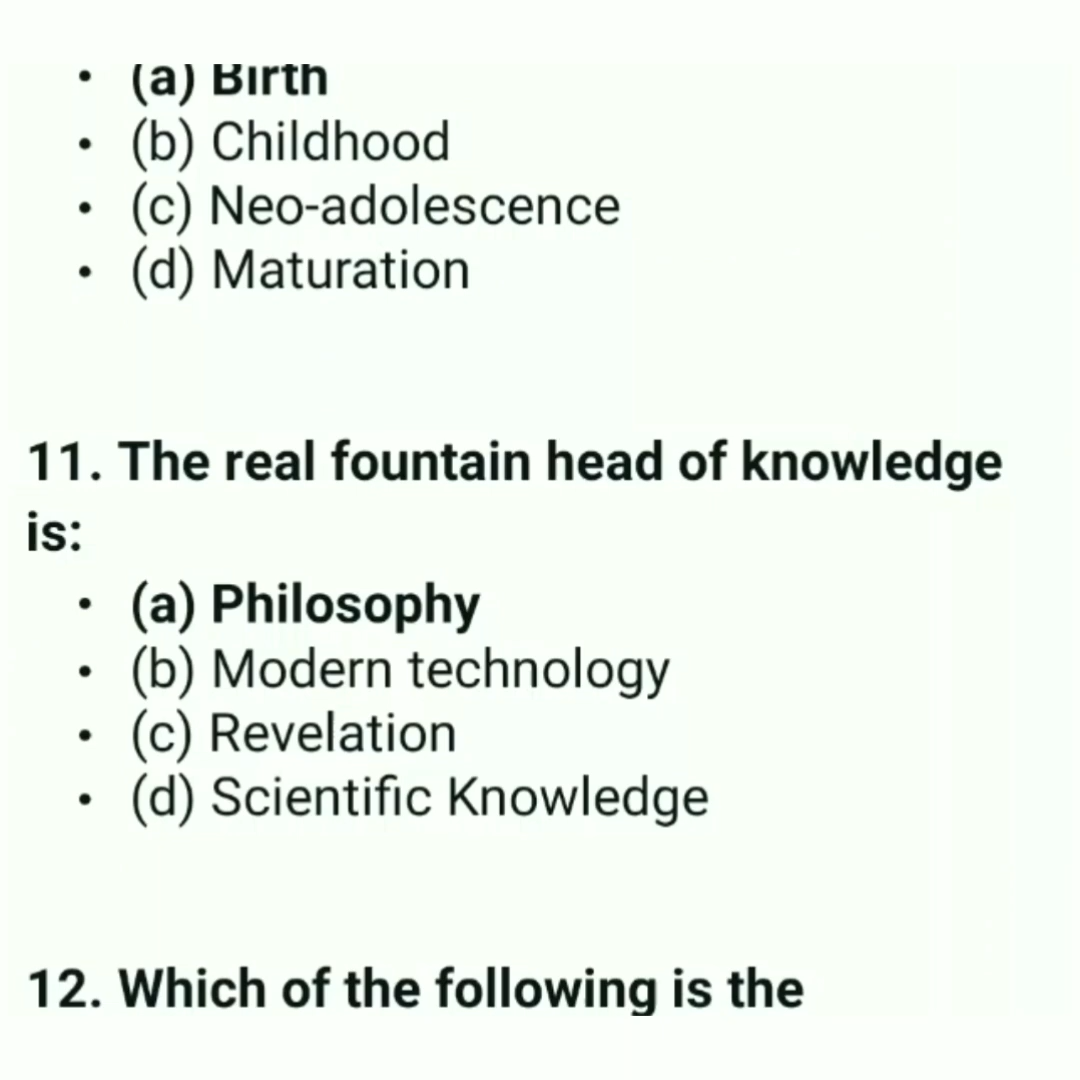 • (a) Birth
• (b) Childhood
• (c) Neo-adolescence
• (d) Maturation
11. The real fountain head of knowledge
is:
• (a) Philosophy
• (b) Modern technology
• (c) Revelation
• (d) Scientific Knowledge
12. Which of the following is the